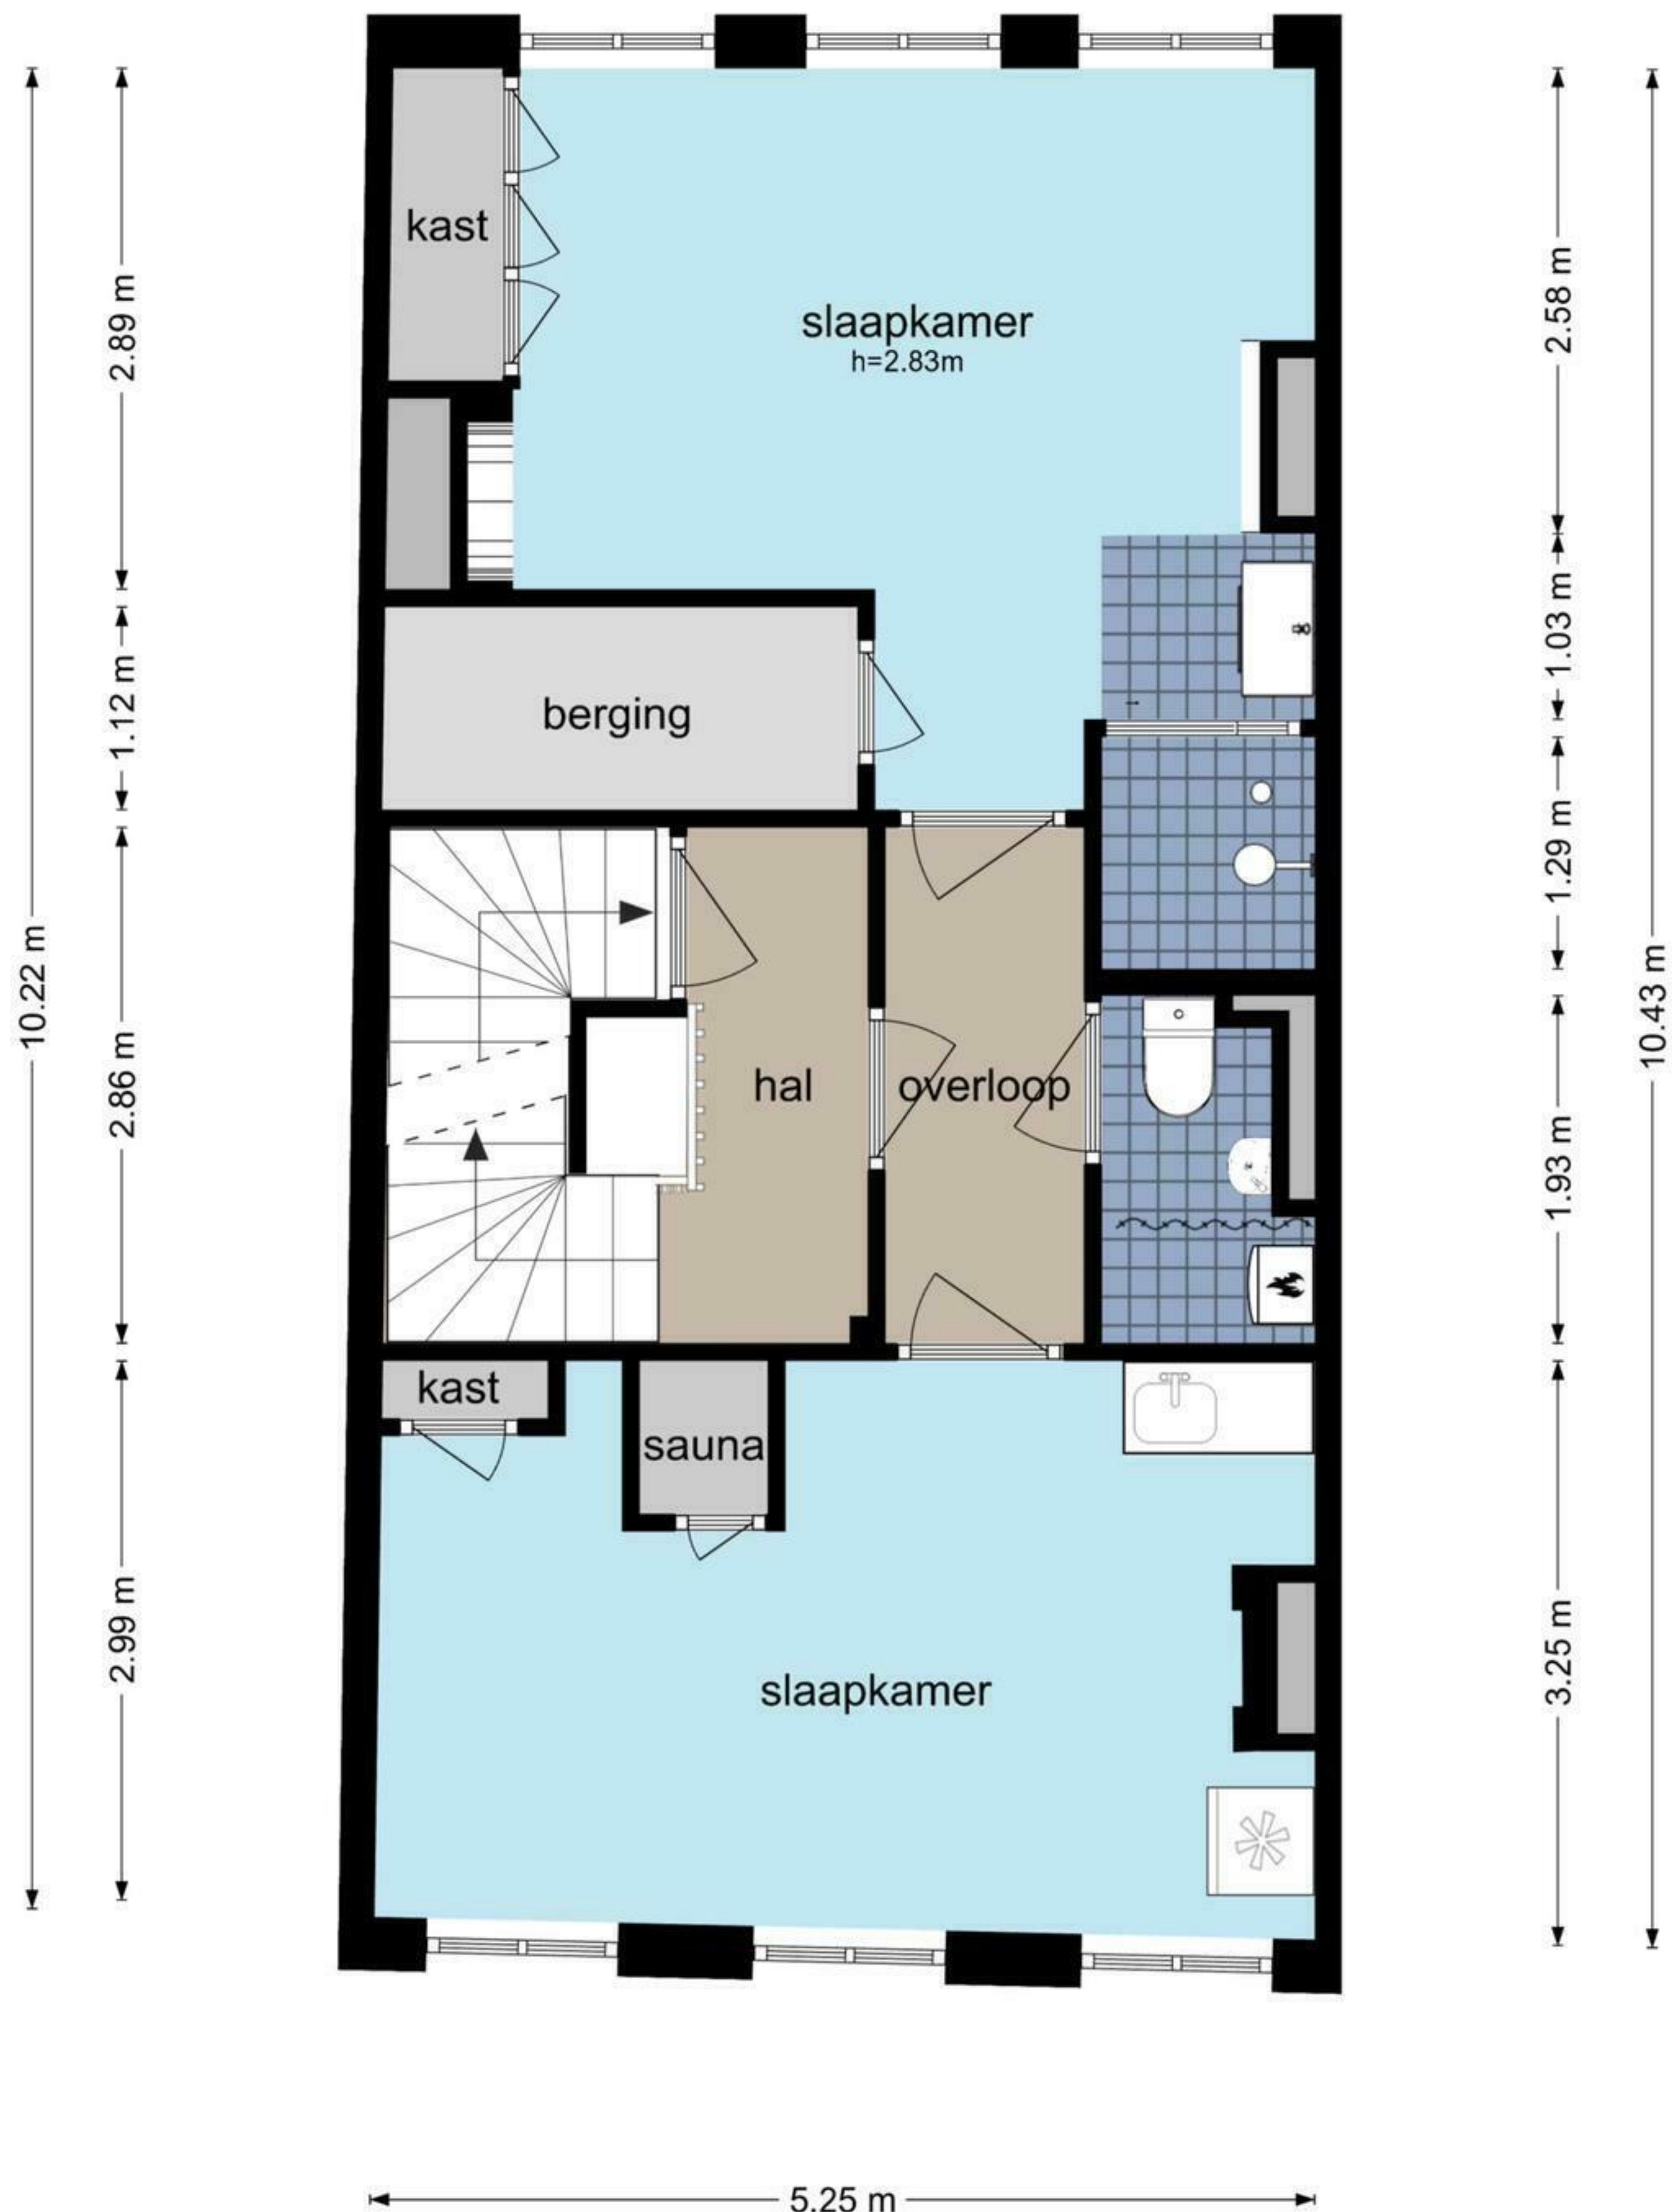 kast
slaapkamer
h=2.83m
berging
hal
overloop
kast
sauna
slaapkamer
10.22 m
2.89 m
1.12 m
2.86 m
2.99 m
2.58 m
1.03 m
1.29 m
1.93 m
3.25 m
10.43 m
5.25 m